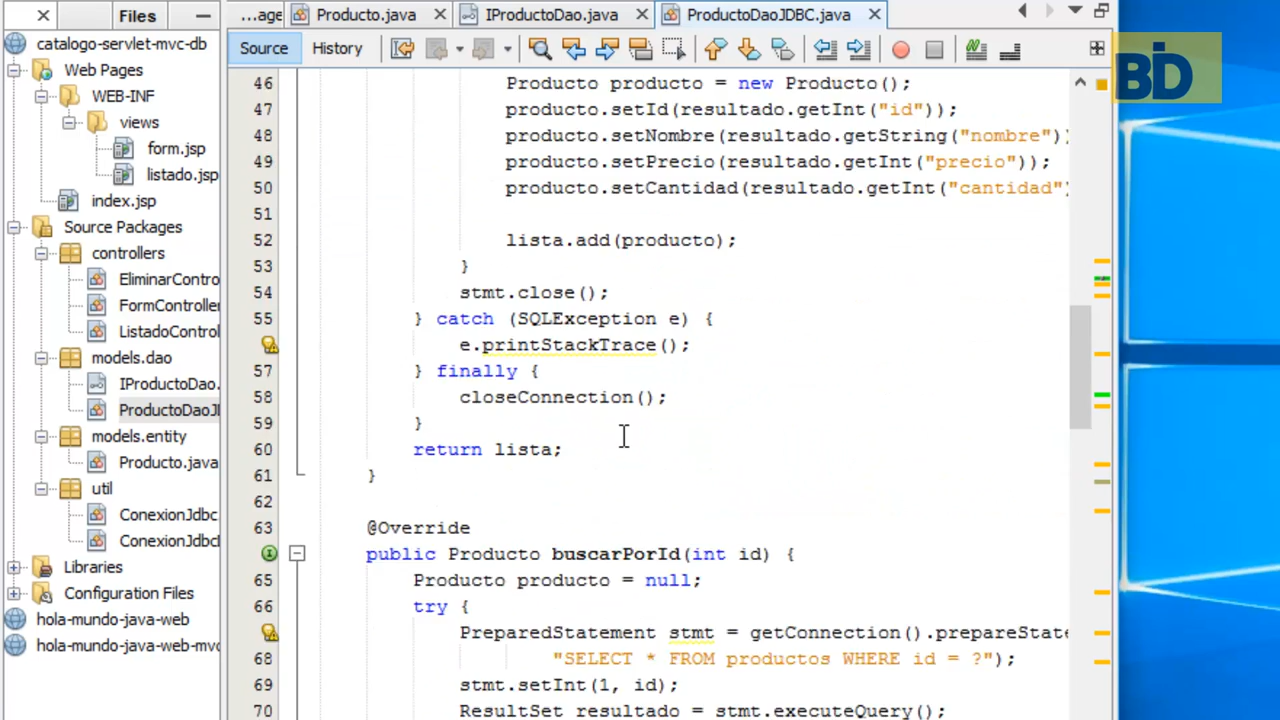 Files
...age
Producto.java
IProductoDao.java
ProductoDaoJDBC.java
Source
History
BD
catalogo-servlet-mvc-db
Web Pages
WEB-INF
views
form.jsp
listado.jsp
index.jsp
Source Packages
controllers
EliminarContro
FormController
ListadoControl
models.dao
IProductoDao.
ProductoDaoJ
models.entity
Producto.java
util
ConexionJdbc
ConexionJdbc
Libraries
Configuration Files
hola-mundo-java-web
hola-mundo-java-web-mvc
46 Producto producto = new Producto();
47 producto.setId(resultado.getInt("id"));
48 producto.setNombre(resultado.getString("nombre")
49 producto.setPrecio(resultado.getInt("precio"));
50 producto.setCantidad(resultado.getInt("cantidad")
51
52 lista.add(producto);
53 }
54 stmt.close();
55 } catch (SQLException e) {
e.printStackTrace();
57 } finally {
58 closeConnection();
59 }
60 return lista;
61 }
62
63 @Override
public Producto buscarPorId(int id) {
65 Producto producto = null;
66 try {
PreparedStatement stmt = getConnection().prepareState
68 "SELECT * FROM productos WHERE id = ?");
69 stmt.setInt(1, id);
70 ResultSet resultado = stmt.executeQuery();